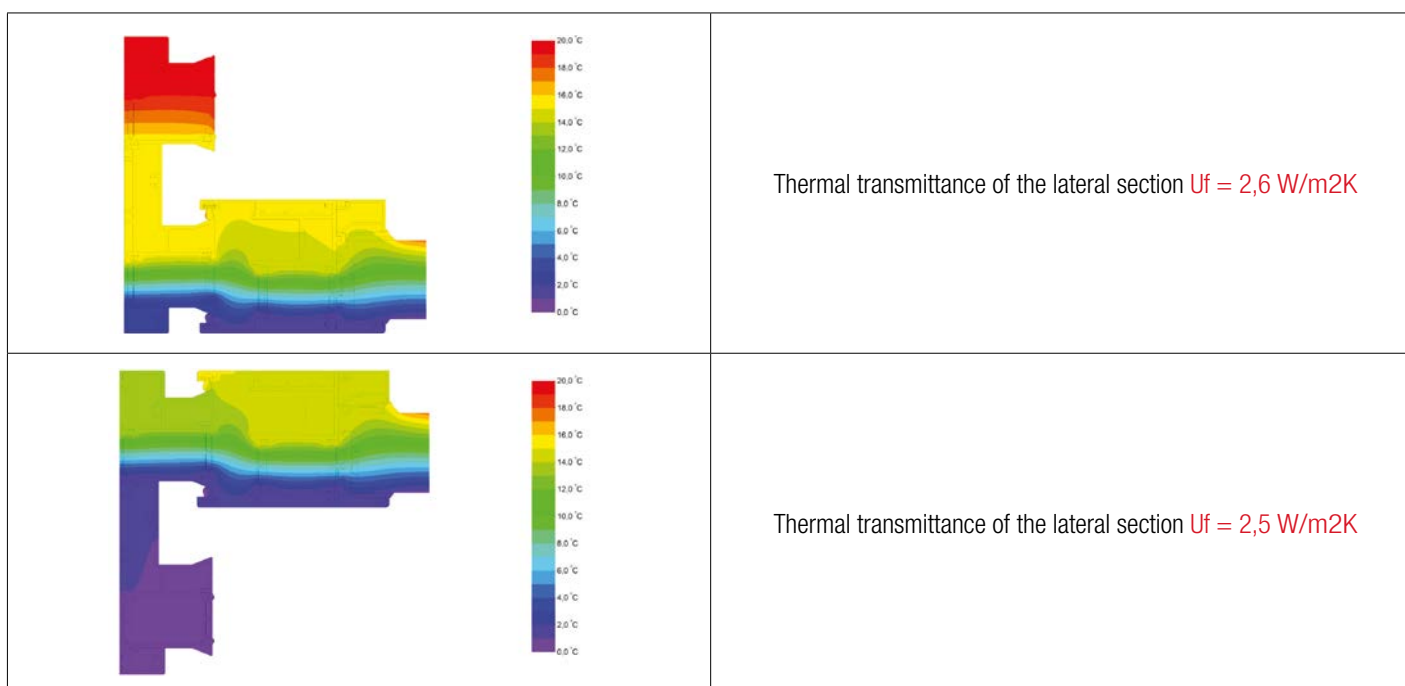 20,0 °C
18,0 °C
16,0 °C
14,0 °C
12,0 °C
10,0 °C
8,0 °C
6,0 °C
4,0 °C
2,0 °C
0,0 °C
Thermal transmittance of the lateral section Uf = 2,6 W/m2K
20,0 °C
18,0 °C
16,0 °C
14,0 °C
12,0 °C
10,0 °C
8,0 °C
6,0 °C
4,0 °C
2,0 °C
0,0 °C
Thermal transmittance of the lateral section Uf = 2,5 W/m2K